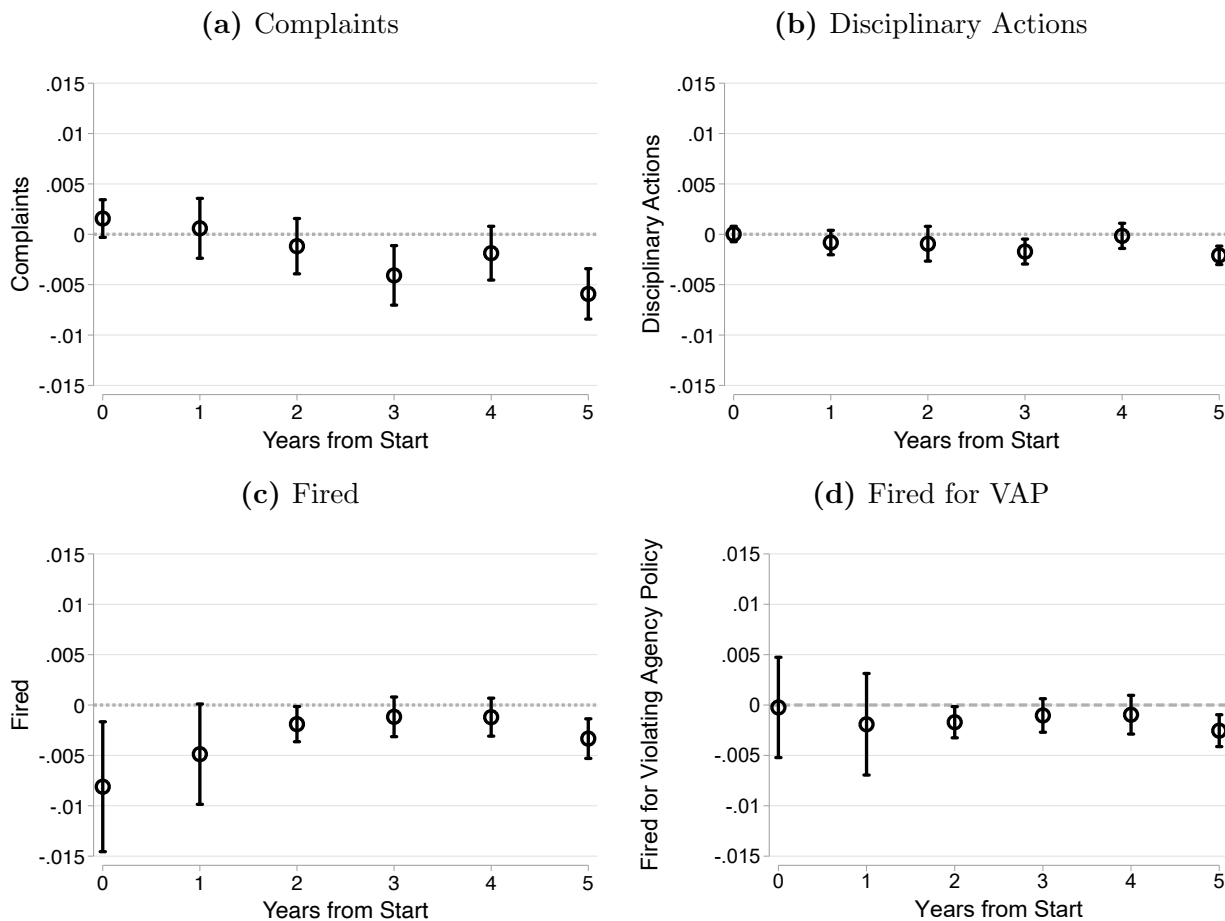 (a) Complaints
.015
.01
.005
0
-.005
-.01
-.015
Complaints
0 1 2 3 4 5
Years from Start
(b) Disciplinary Actions
.015
.01
.005
0
-.005
-.01
-.015
Disciplinary Actions
0 1 2 3 4 5
Years from Start
(c) Fired
.015
.01
.005
0
-.005
-.01
-.015
Fired
0 1 2 3 4 5
Years from Start
(d) Fired for VAP
.015
.01
.005
0
-.005
-.01
-.015
Fired for Violating Agency Policy
0 1 2 3 4 5
Years from Start